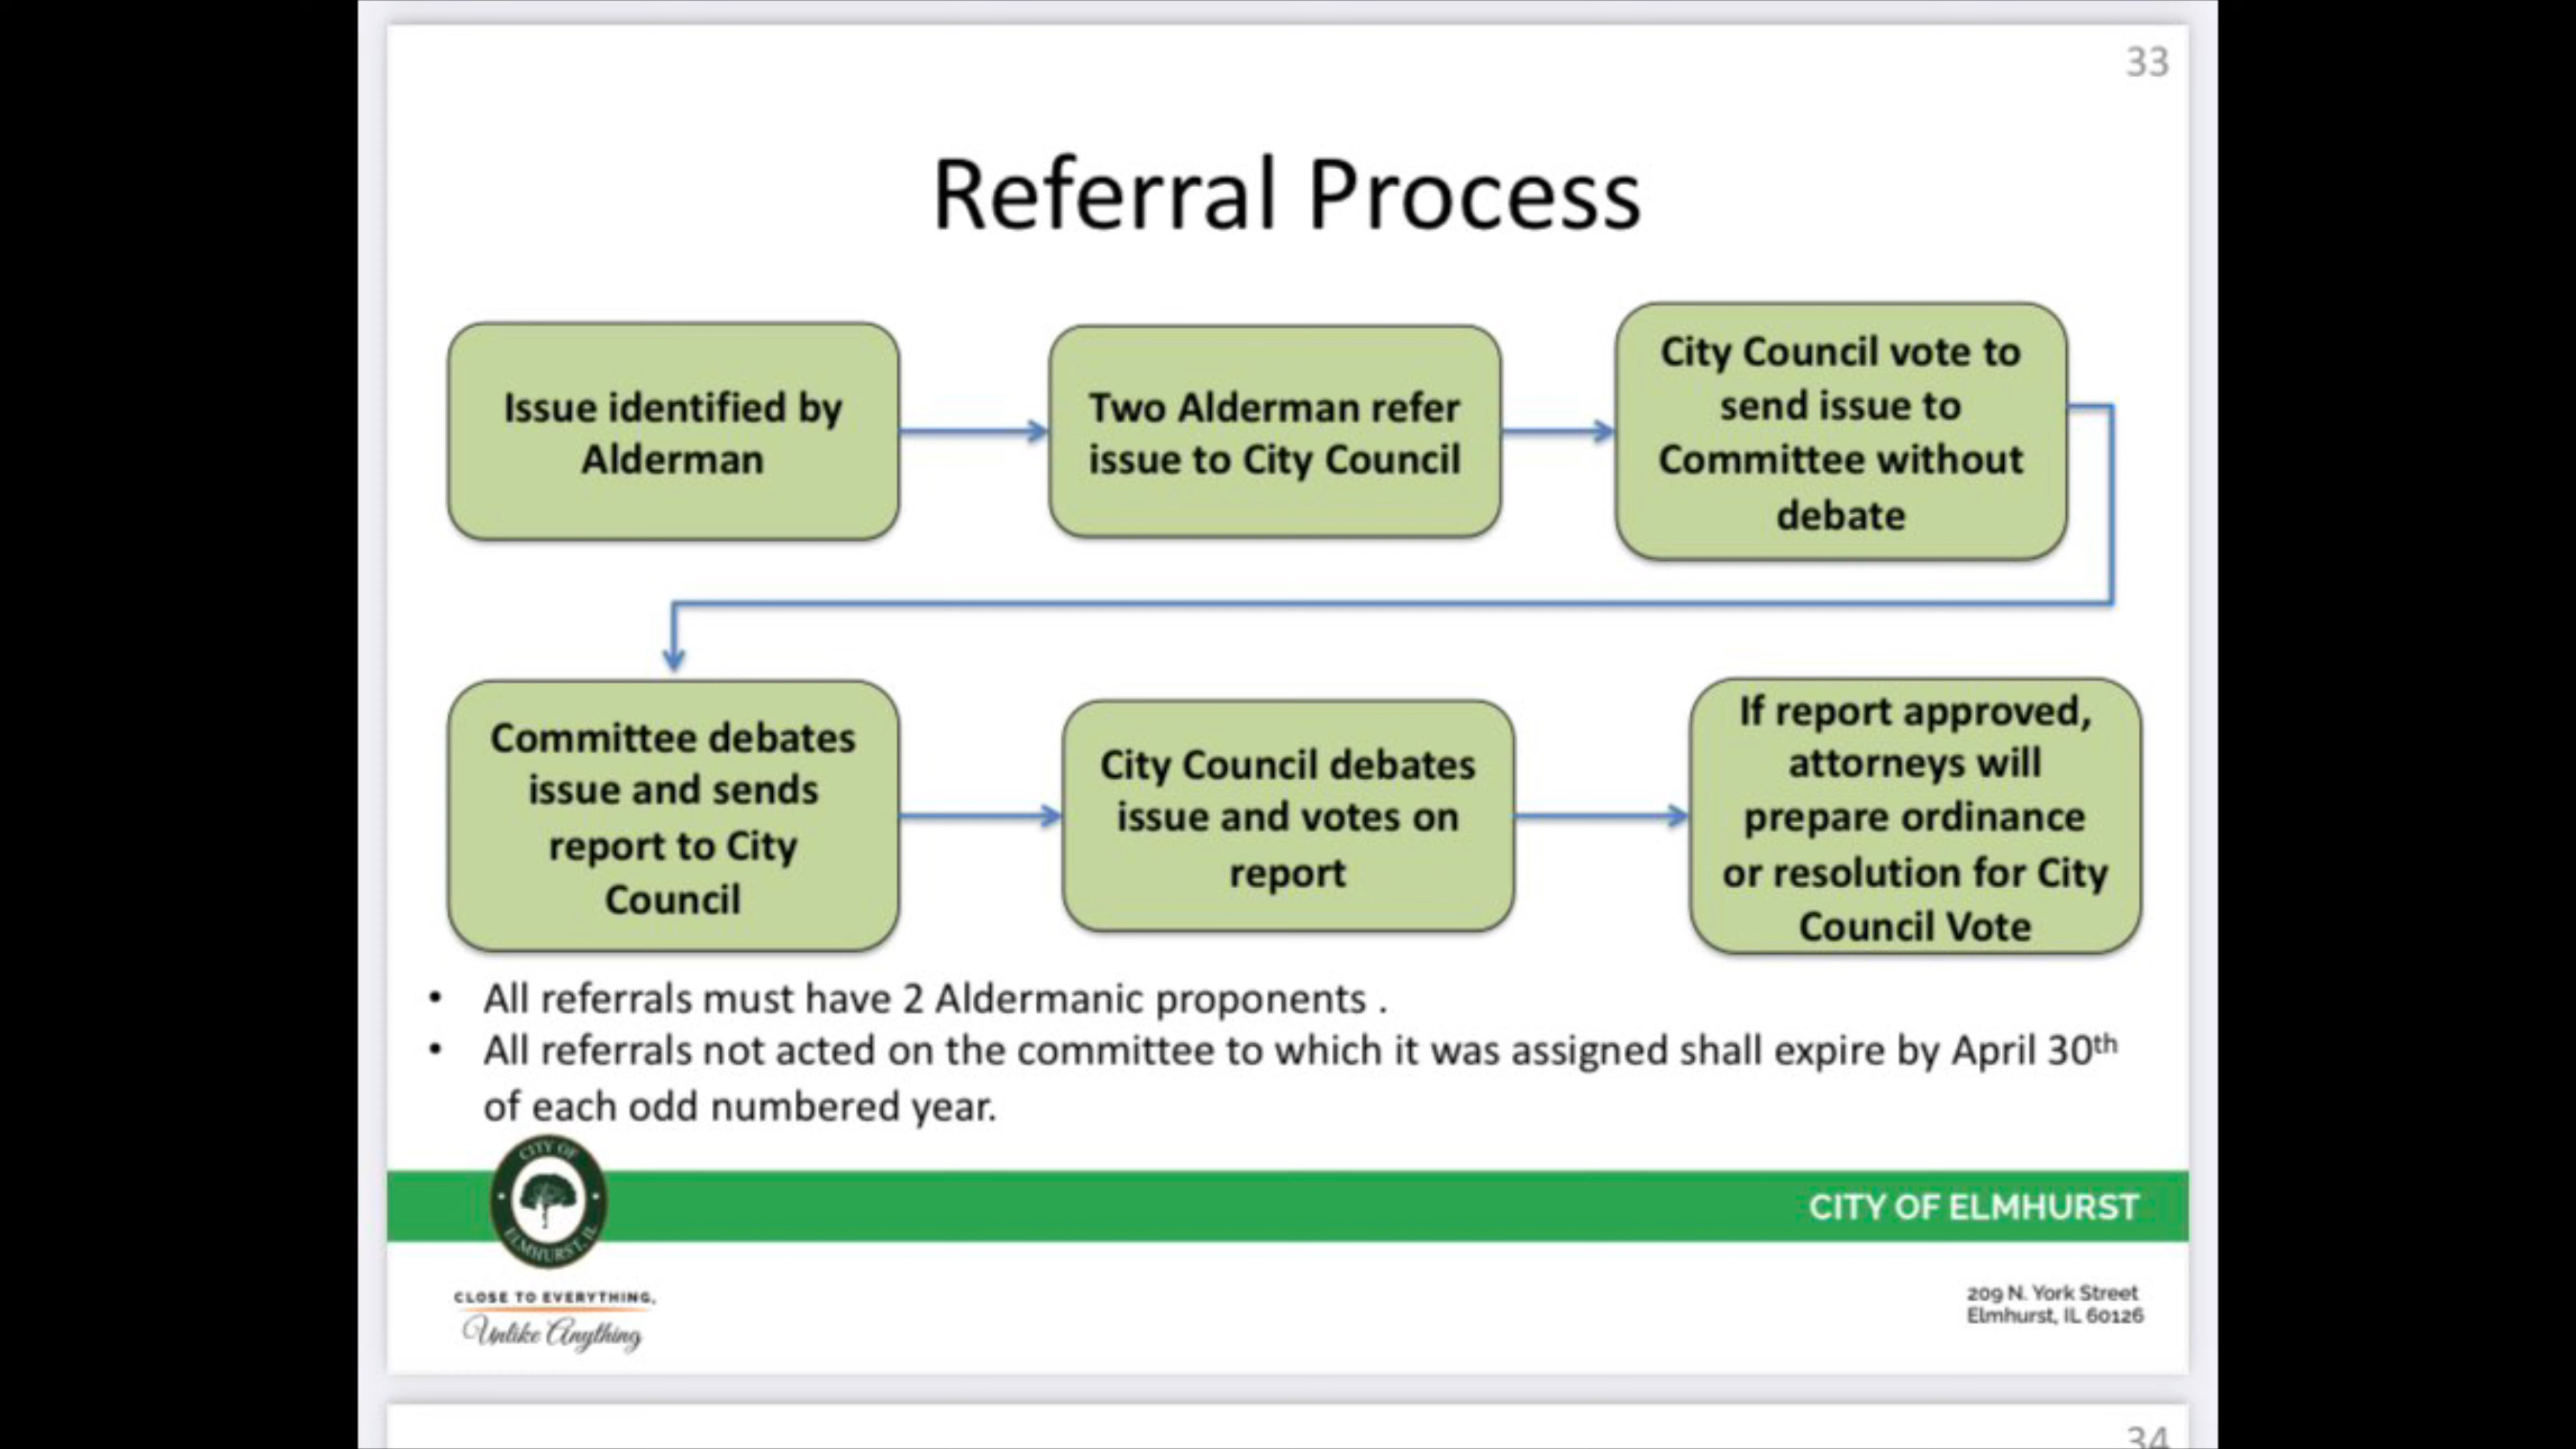 33
Referral Process
Issue identified by
Alderman
Two Alderman refer
issue to City Council
City Council vote to
send issue to
Committee without
debate
Committee debates
issue and sends
report to City
Council
City Council debates
issue and votes on
report
If report approved,
attorneys will
prepare ordinance
or resolution for City
Council Vote
• All referrals must have 2 Aldermanic proponents .
• All referrals not acted on the committee to which it was assigned shall expire by April 30th
of each odd numbered year.
CITY OF
ELMHURST, IL
CITY OF ELMHURST
CLOSE TO EVERYTHING,
Unlike Anything
209 N. York Street
Elmhurst, IL 60126
34